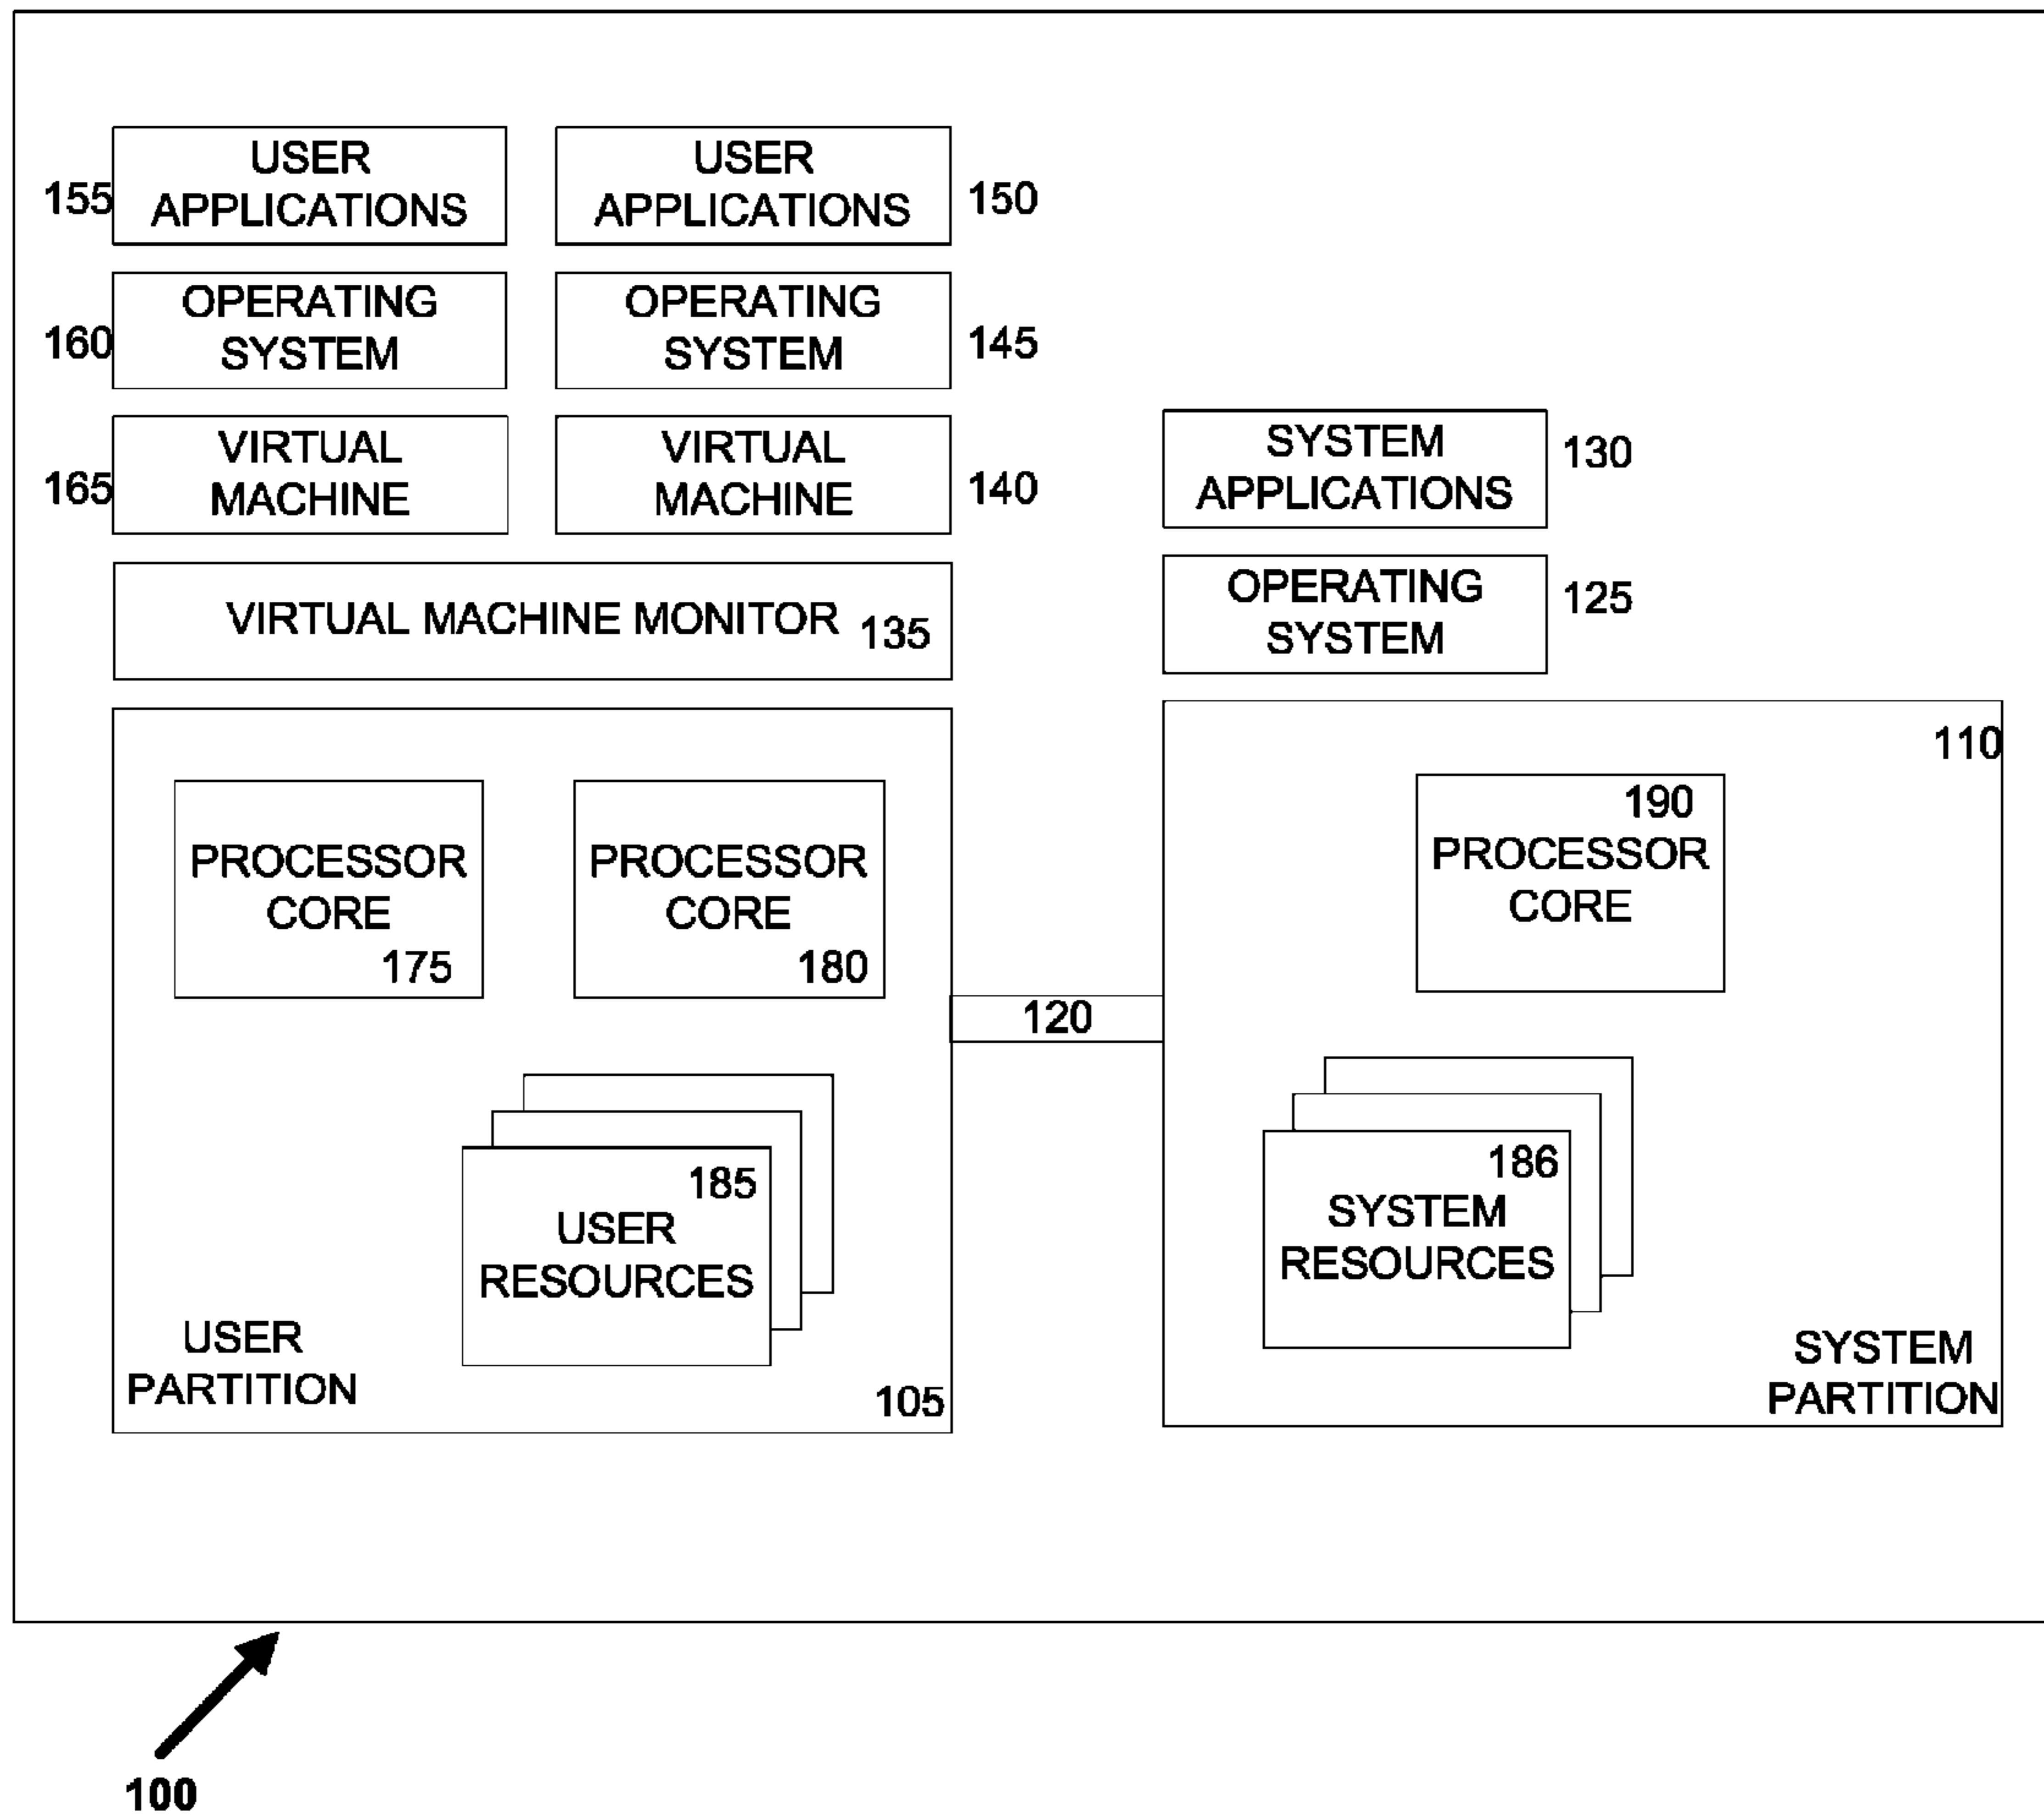 USER
APPLICATIONS
155
USER
APPLICATIONS
150
OPERATING
SYSTEM
160
OPERATING
SYSTEM
145
VIRTUAL
MACHINE
165
VIRTUAL
MACHINE
140
SYSTEM
APPLICATIONS
130
VIRTUAL MACHINE MONITOR 135
OPERATING
SYSTEM
125
PROCESSOR
CORE
175
PROCESSOR
CORE
180
185
USER
RESOURCES
USER
PARTITION
105
120
110
190
PROCESSOR
CORE
186
SYSTEM
RESOURCES
SYSTEM
PARTITION
100